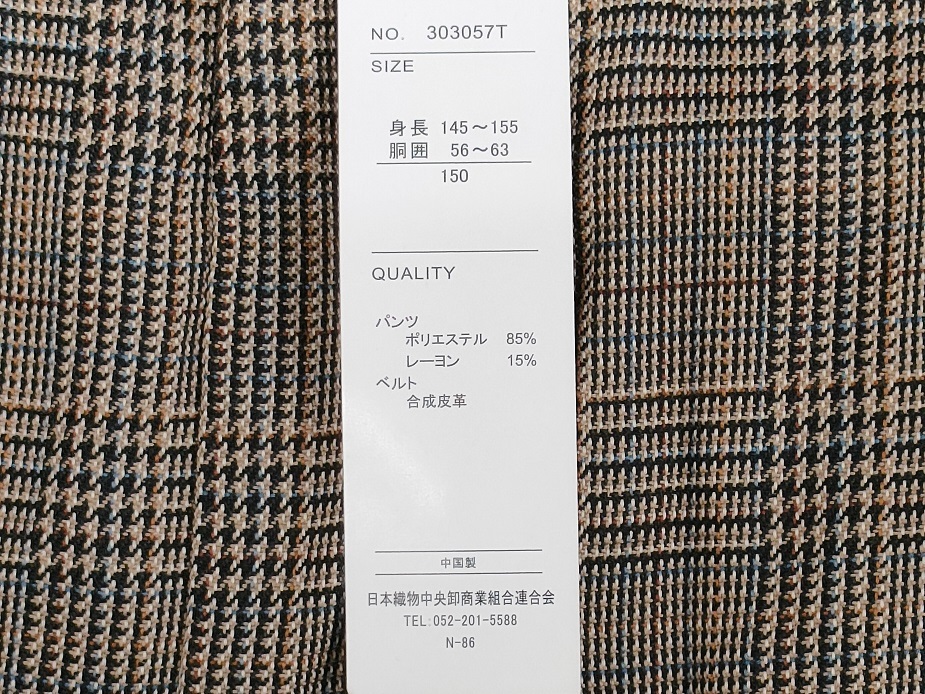 NO. 303057T
SIZE
身長 145～155
胴囲 56～63
150
QUALITY
パンツ
ポリエステル 85%
レーヨン 15%
ベルト
合成皮革
中国製
日本織物中央卸商業組合連合会
TEL:052-201-5588
N-86